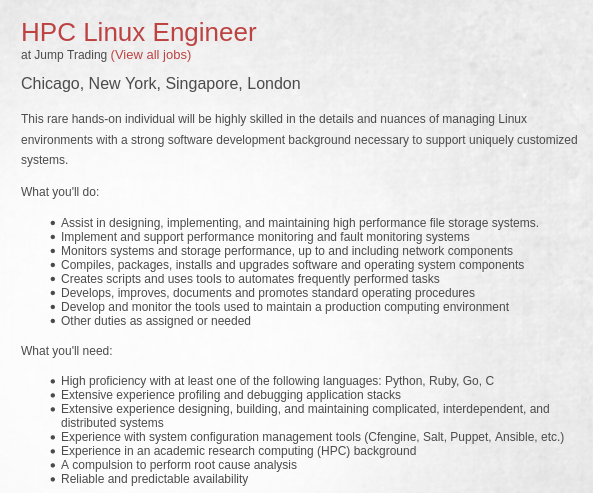 HPC Linux Engineer
at Jump Trading (View all jobs)
Chicago, New York, Singapore, London
This rare hands-on individual will be highly skilled in the details and nuances of managing Linux
environments with a strong software development background necessary to support uniquely customized
systems.
What you'll do:
• Assist in designing, implementing, and maintaining high performance file storage systems.
• Implement and support performance monitoring and fault monitoring systems
• Monitors systems and storage performance, up to and including network components
• Compiles, packages, installs and upgrades software and operating system components
• Creates scripts and uses tools to automates frequently performed tasks
• Develops, improves, documents and promotes standard operating procedures
• Develop and monitor the tools used to maintain a production computing environment
• Other duties as assigned or needed
What you'll need:
• High proficiency with at least one of the following languages: Python, Ruby, Go, C
• Extensive experience profiling and debugging application stacks
• Extensive experience designing, building, and maintaining complicated, interdependent, and
distributed systems
• Experience with system configuration management tools (Cfengine, Salt, Puppet, Ansible, etc.)
• Experience in an academic research computing (HPC) background
• A compulsion to perform root cause analysis
• Reliable and predictable availability